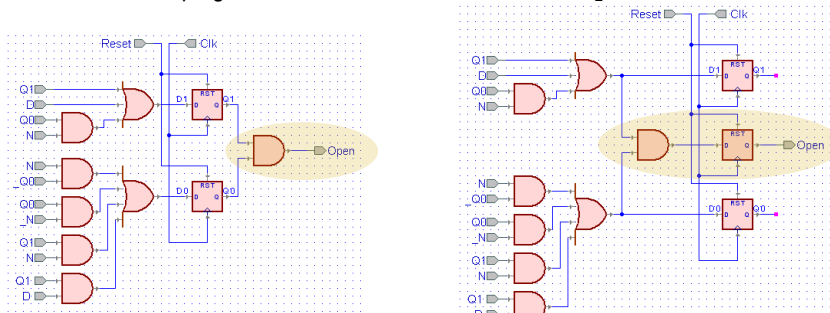 Reset Clk
Q1
D
Q0
N
D1 RST Q1
D Q
Open
N
_Q0
Q0
_N
Q1
N
Q1
D
D0 RST Q0
D Q
Reset Clk
Q1
D
Q0
N
D1 RST Q1
D Q
RST
D Q
Open
N
_Q0
Q0
_N
Q1
N
Q1
D0 RST Q0
D Q